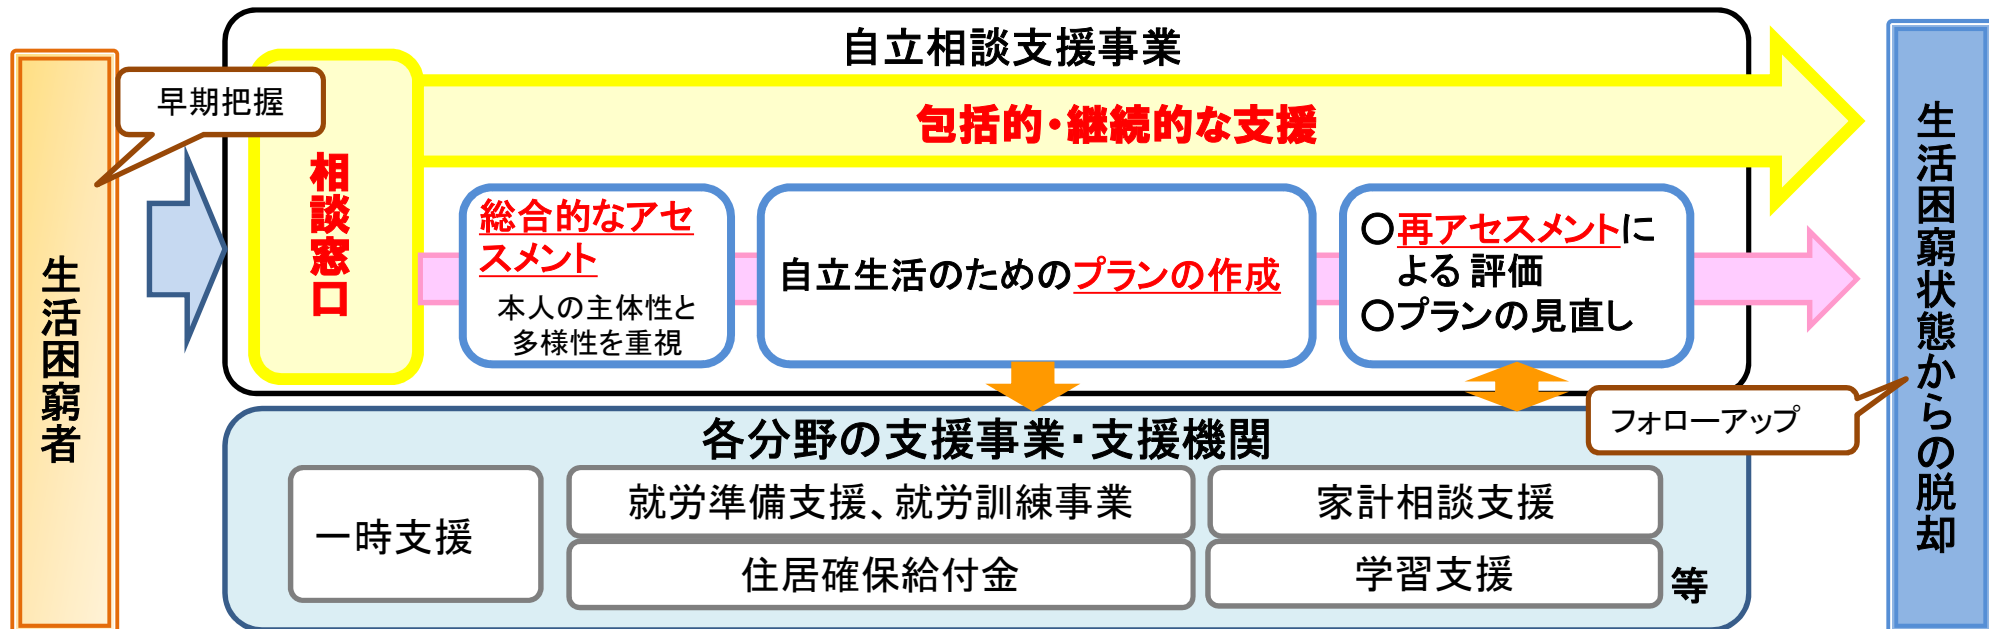 生活困窮者
早期把握
自立相談支援事業
相談窓口
包括的・継続的な支援
総合的なアセ
スメント
本人の主体性と
多様性を重視
自立生活のためのプランの作成
○再アセスメントに
よる 評価
○プランの見直し
フォローアップ
生活困窮状態からの脱却
各分野の支援事業・支援機関
一時支援
就労準備支援、就労訓練事業
家計相談支援
住居確保給付金
学習支援
等